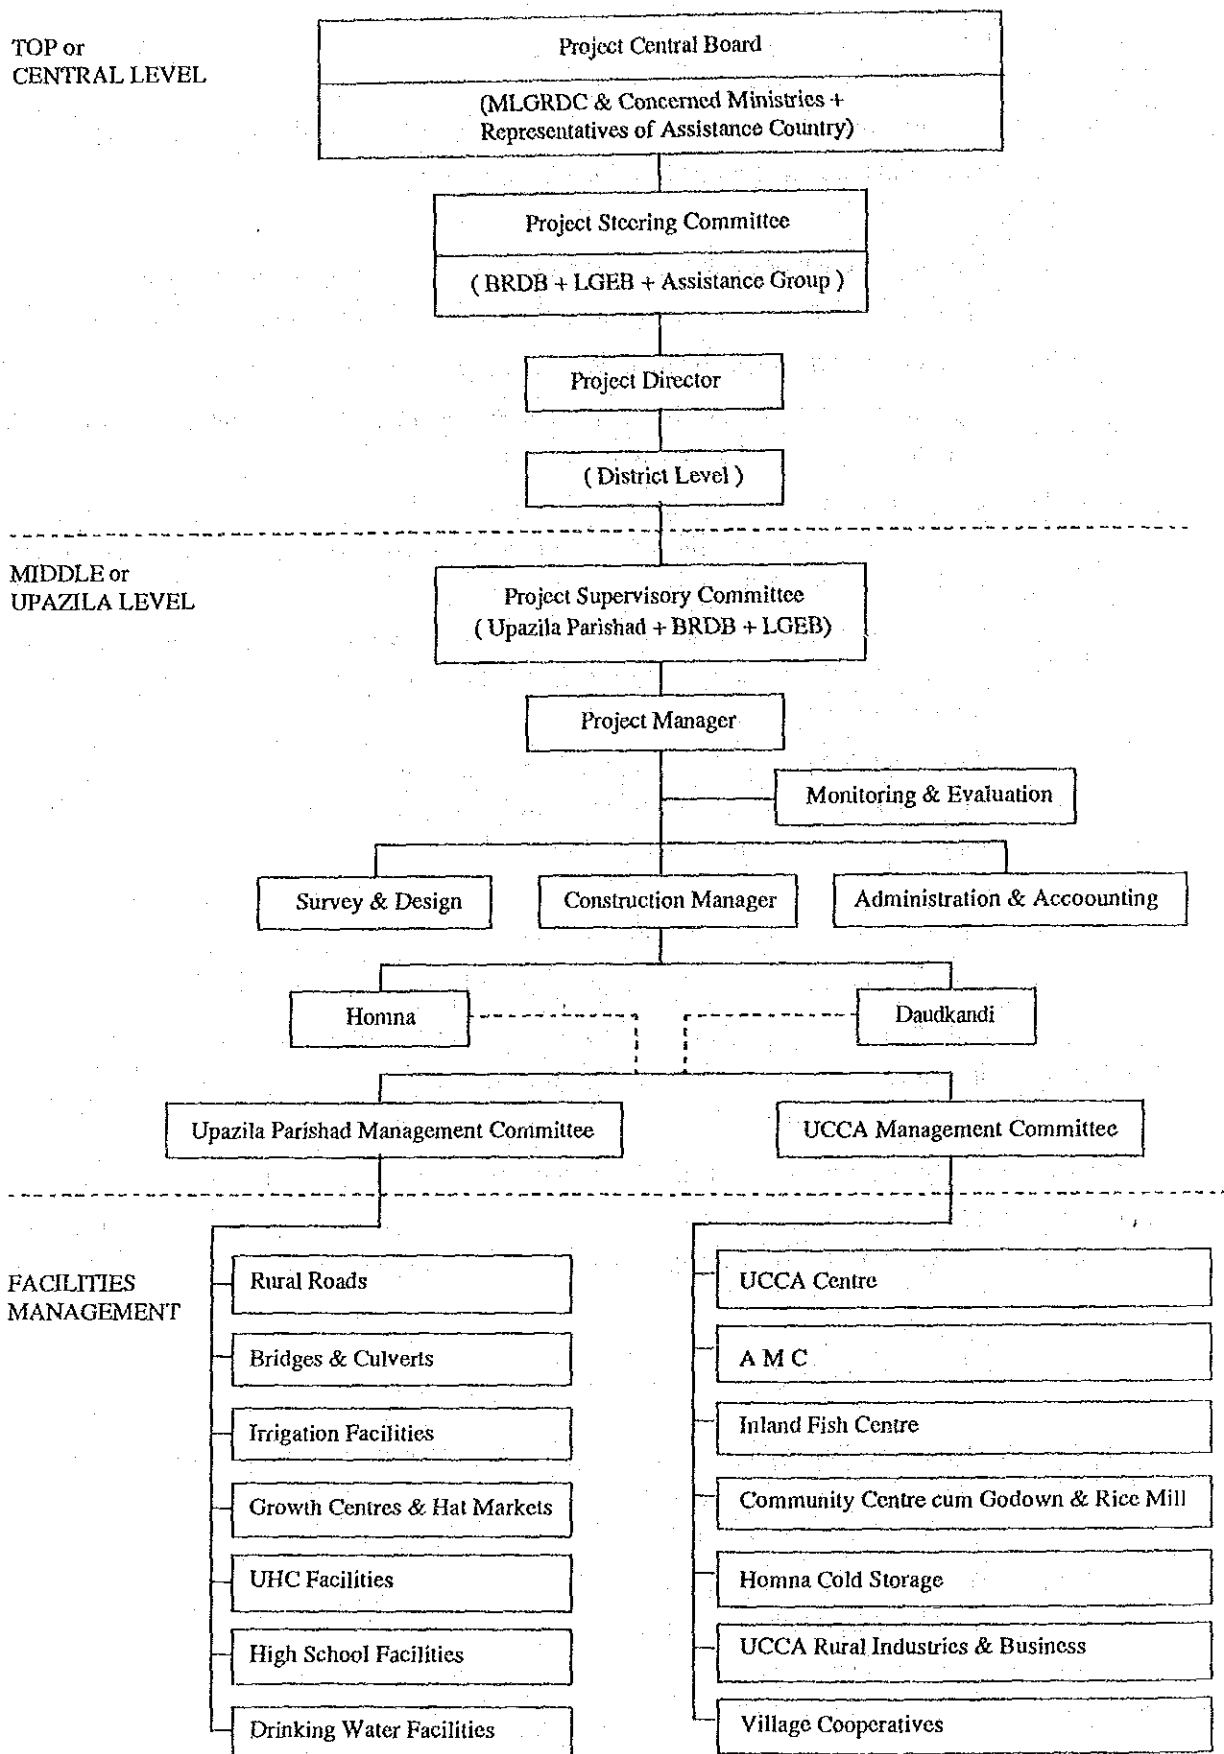 TOP or
CENTRAL LEVEL
Project Central Board
(MLGRDC & Concerned Ministries +
Representatives of Assistance Country)
Project Steering Committee
( BRDB + LGEB + Assistance Group )
Project Director
( District Level )
MIDDLE or
UPAZILA LEVEL
Project Supervisory Committee
( Upazila Parishad + BRDB + LGEB)
Project Manager
Monitoring & Evaluation
Survey & Design
Construction Manager
Administration & Accoounting
Homna
Daudkandi
Upazila Parishad Management Committee
UCCA Management Committee
FACILITIES
MANAGEMENT
Rural Roads
Bridges & Culverts
Irrigation Facilities
Growth Centres & Hat Markets
UHC Facilities
High School Facilities
Drinking Water Facilities
UCCA Centre
A M C
Inland Fish Centre
Community Centre cum Godown & Rice Mill
Homna Cold Storage
UCCA Rural Industries & Business
Village Cooperatives